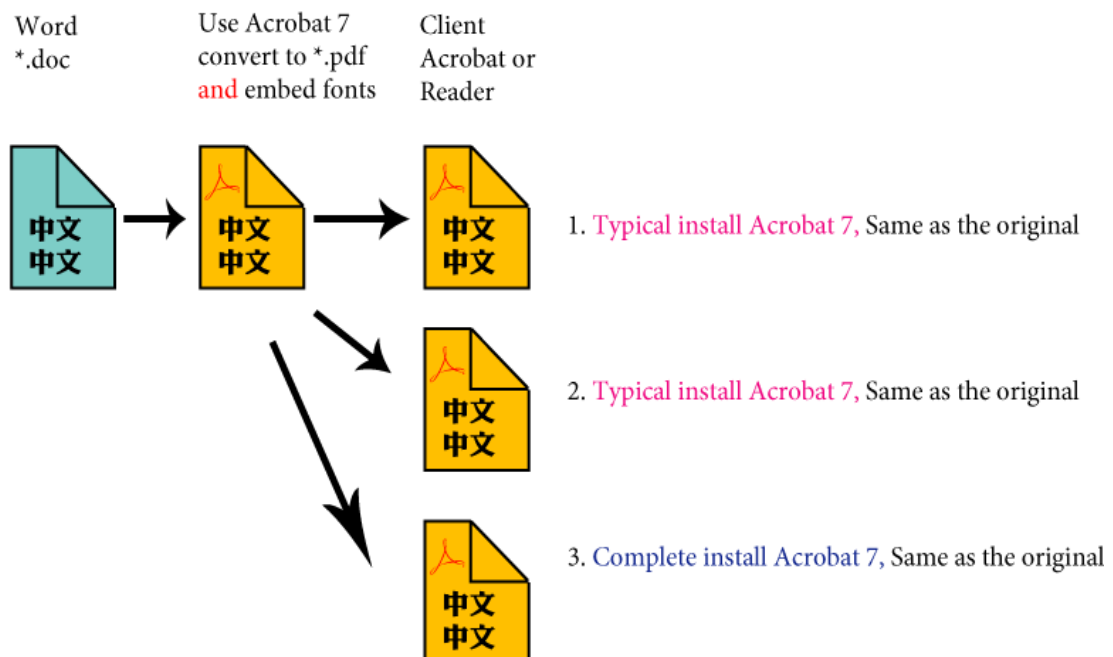 Word
*.doc
Use Acrobat 7
convert to *.pdf
and embed fonts
Client
Acrobat or
Reader
中文
中文
中文
中文
中文
中文
1. Typical install Acrobat 7, Same as the original
中文
中文
2. Typical install Acrobat 7, Same as the original
中文
中文
3. Complete install Acrobat 7, Same as the original